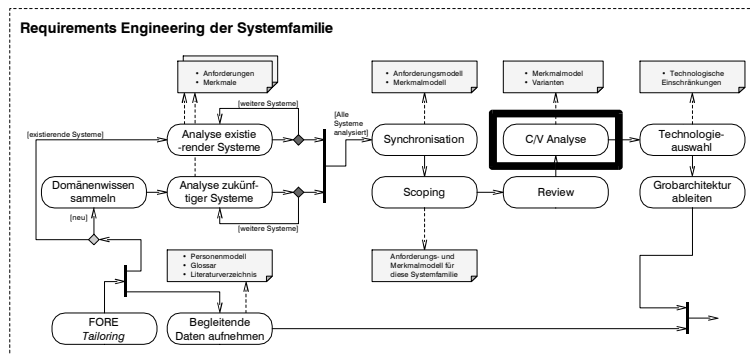 Requirements Engineering der Systemfamilie
• Anforderungen
• Merkmale
• Anforderungsmodell
• Merkmalmodell
• Merkmalmodel
• Varianten
• Technologische
Einschränkungen
[weitere Systeme]
[Alle
Systeme
analysiert]
[existierende Systeme]
Analyse existie
-render Systeme
Synchronisation
C/V Analyse
Technologie-
auswahl
Domänenwissen
sammeln
Analyse zukünf-
tiger Systeme
Scoping
Review
Grobarchitektur
ableiten
[neu]
[weitere Systeme]
• Personenmodell
• Glossar
• Literaturverzeichnis
Anforderungs- und
Merkmalmodell für
diese Systemfamilie
FORE
Tailoring
Begleitende
Daten aufnehmen